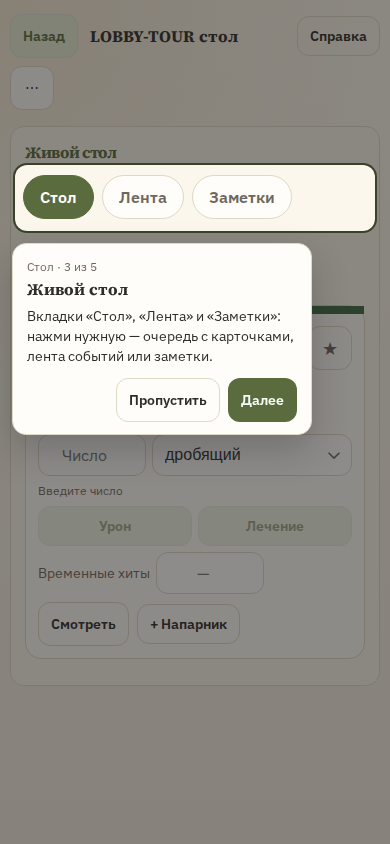 Назад
LOBBY-TOUR стол
Справка
...
Живой стол
Стол
Лента
Заметки
Стол · 3 из 5
Живой стол
Вкладки «Стол», «Лента» и «Заметки»:
нажми нужную — очередь с карточками,
лента событий или заметки.
Пропустить
Далее
★
Число
дробящий
Введите число
Урон
Лечение
Временные хиты
—
Смотреть
+ Напарник